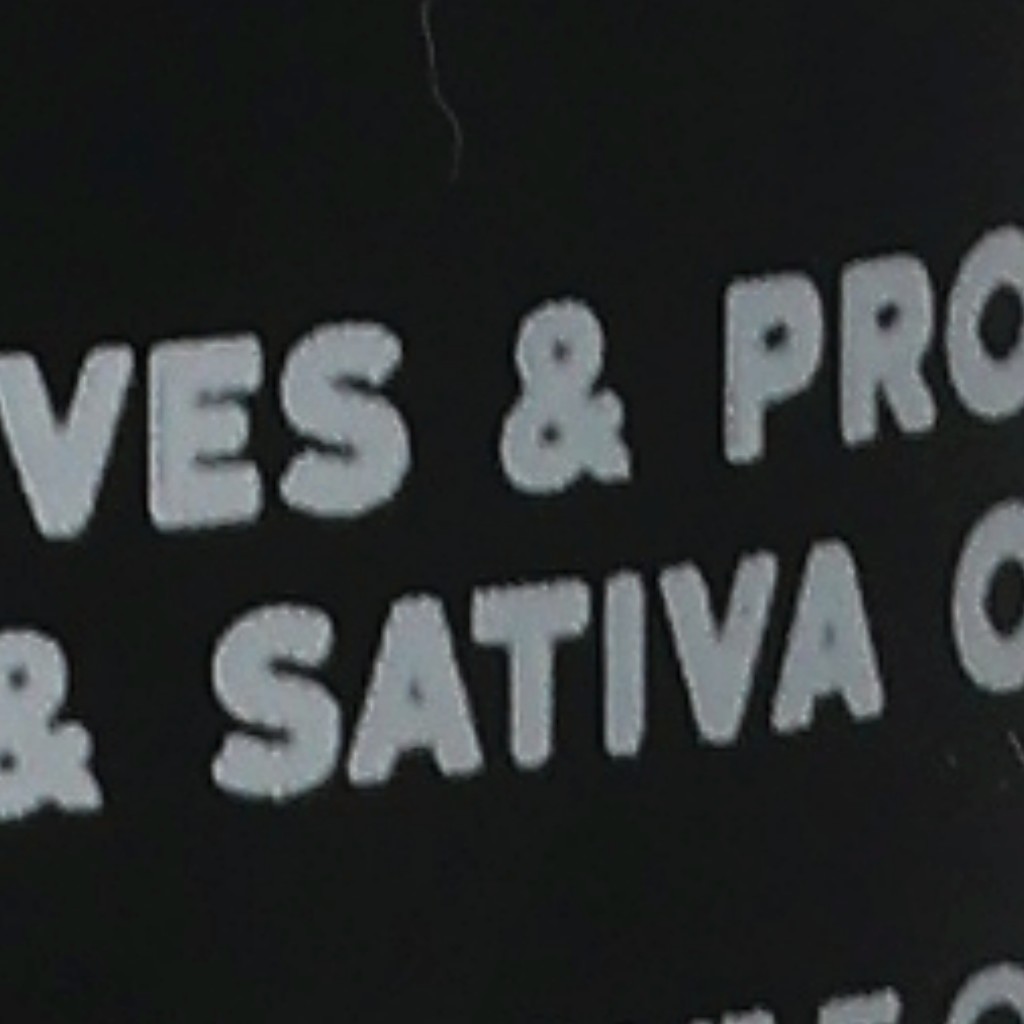 VES & PRO
& SATIVA O